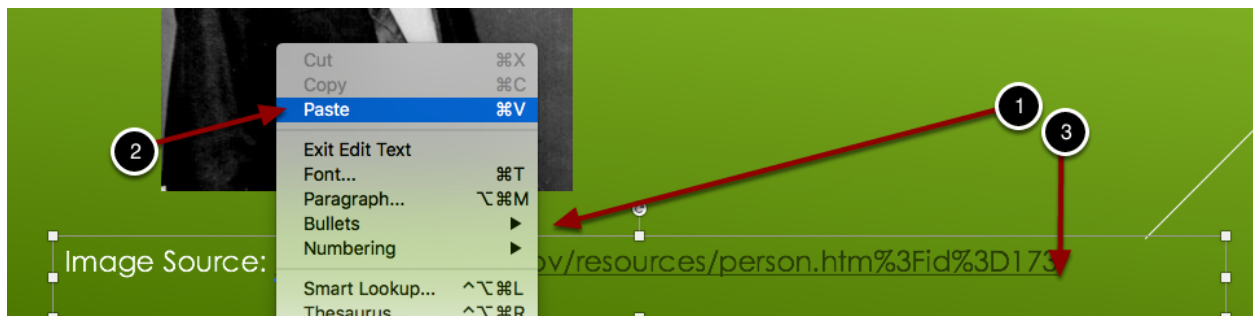 Cut ⌘X
Copy ⌘C
Paste ⌘V
1
3
2
Exit Edit Text
Font... ⌘T
Paragraph... ⌥⌘M
Bullets
Numbering
Image Source: ov/resources/person.htm%3Fid%3D173
Smart Lookup... ^⌥⌘L
Thesaurus... ^⌥⌘R